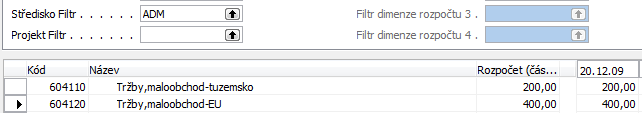 Středisko Filtr . . . . . . ADM Filtr dimenze rozpočtu 3 .
Projekt Filtr . . . . . . . Filtr dimenze rozpočtu 4 .
Kód Název Rozpočet (čás... 20.12.09
604110 Tržby,maloobchod-tuzemsko 200,00 200,00
604120 Tržby,maloobchod-EU 400,00 400,00